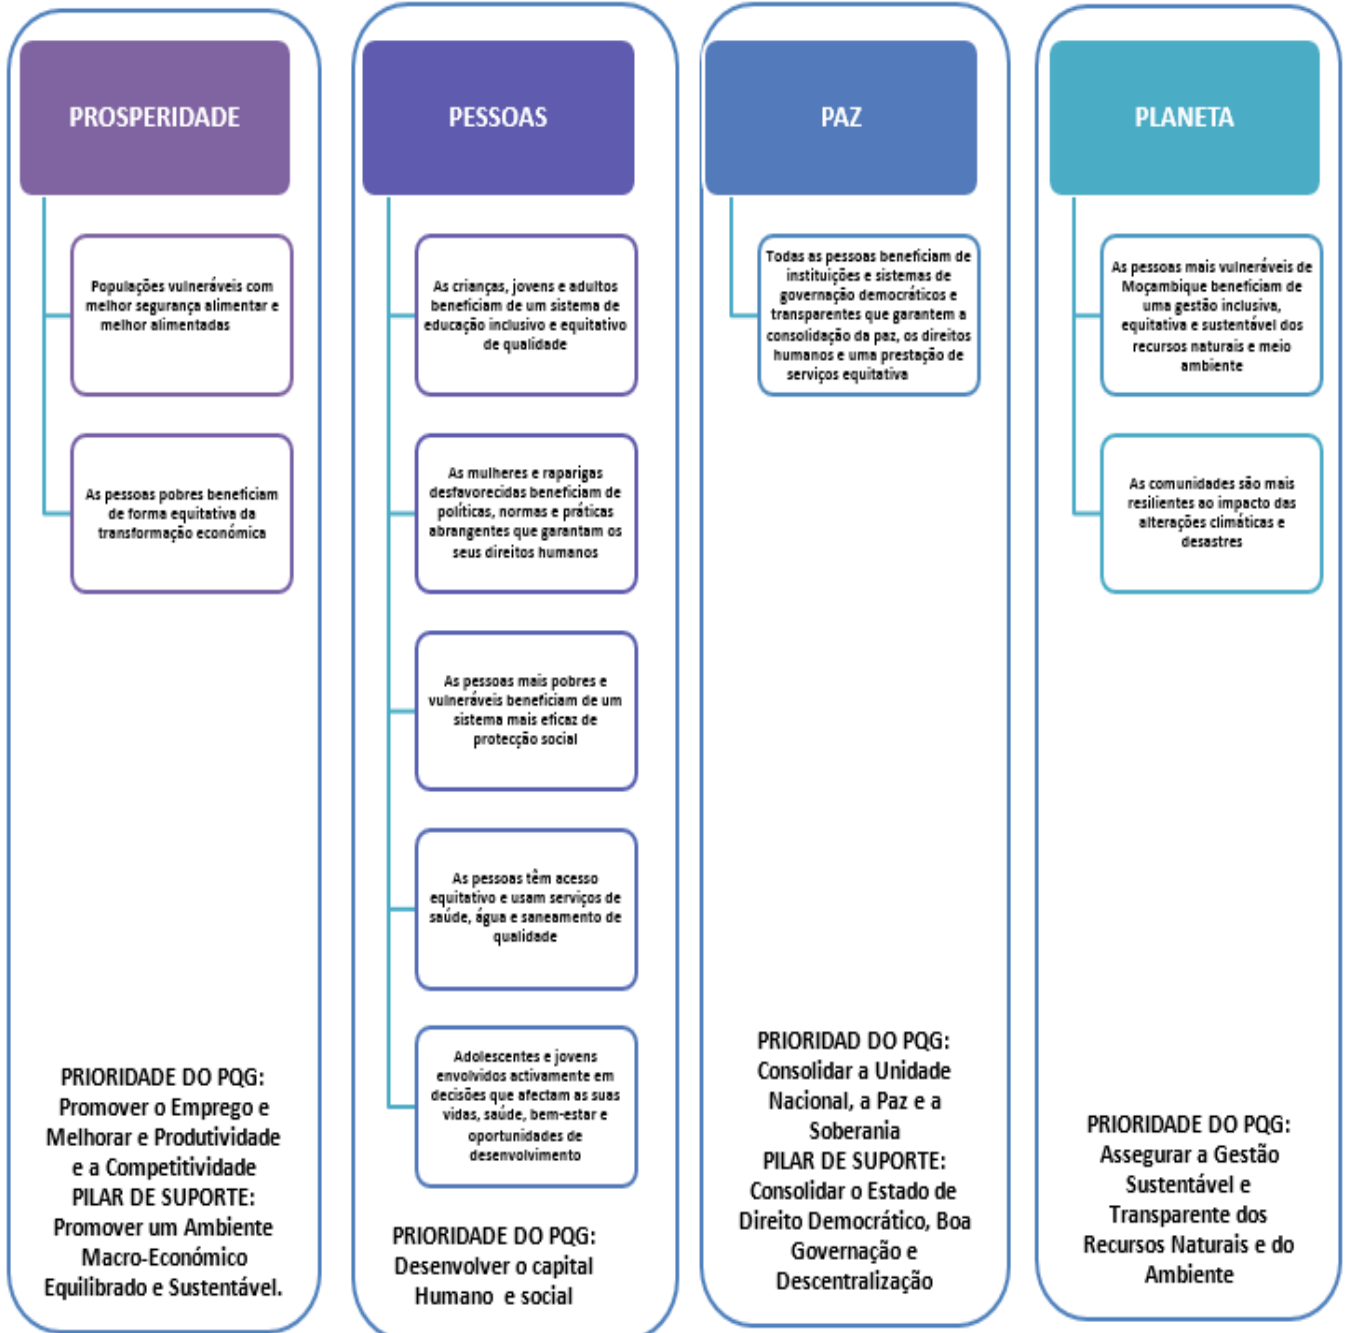 PROSPERIDADE
Populações vulneráveis com
melhor segurança alimentar e
melhor alimentadas
As pessoas pobres beneficiam
de forma equitativa da
transformação económica
PRIORIDADE DO PQG:
Promover o Emprego e
Melhorar e Produtividade
e a Competitividade
PILAR DE SUPORTE:
Promover um Ambiente
Macro-Económico
Equilibrado e Sustentável.
PESSOAS
As crianças, jovens e adultos
beneficiam de um sistema de
educação inclusivo e equitativo
de qualidade
As mulheres e raparigas
desfavorecidas beneficiam de
políticas, normas e práticas
abrangentes que garantam os
seus direitos humanos
As pessoas mais pobres e
vulneráveis beneficiam de um
sistema mais eficaz de
protecção social
As pessoas têm acesso
equitativo e usam serviços de
saúde, água e saneamento de
qualidade
Adolescentes e jovens
envolvidos activamente em
decisões que afectam as suas
vidas, saúde, bem-estar e
oportunidades de
desenvolvimento
PRIORIDADE DO PQG:
Desenvolver o capital
Humano e social
PAZ
Todas as pessoas beneficiam de
instituições e sistemas de
governação democráticos e
transparentes que garantem a
consolidação da paz, os direitos
humanos e uma prestação de
serviços equitativa
PRIORIDAD DO PQG:
Consolidar a Unidade
Nacional, a Paz e a
Soberania
PILAR DE SUPORTE:
Consolidar o Estado de
Direito Democrático, Boa
Governação e
Descentralização
PLANETA
As pessoas mais vulneráveis de
Moçambique beneficiam de
uma gestão inclusiva,
equitativa e sustentável dos
recursos naturais e meio
ambiente
As comunidades são mais
resilientes ao impacto das
alterações climáticas e
desastres
PRIORIDADE DO PQG:
Assegurar a Gestão
Sustentável e
Transparente dos
Recursos Naturais e do
Ambiente